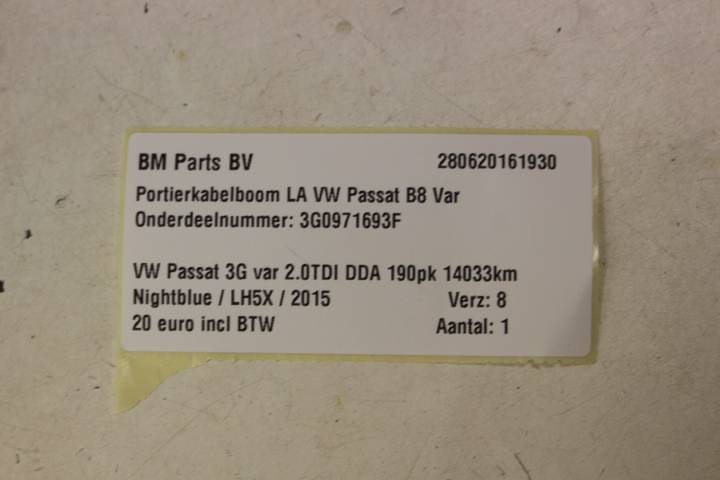 BM Parts BV 280620161930
Portierkabelboom LA VW Passat B8 Var
Onderdeelnummer: 3G0971693F
VW Passat 3G var 2.0TDI DDA 190pk 14033km
Nightblue / LH5X / 2015 Verz: 8
20 euro incl BTW Aantal: 1